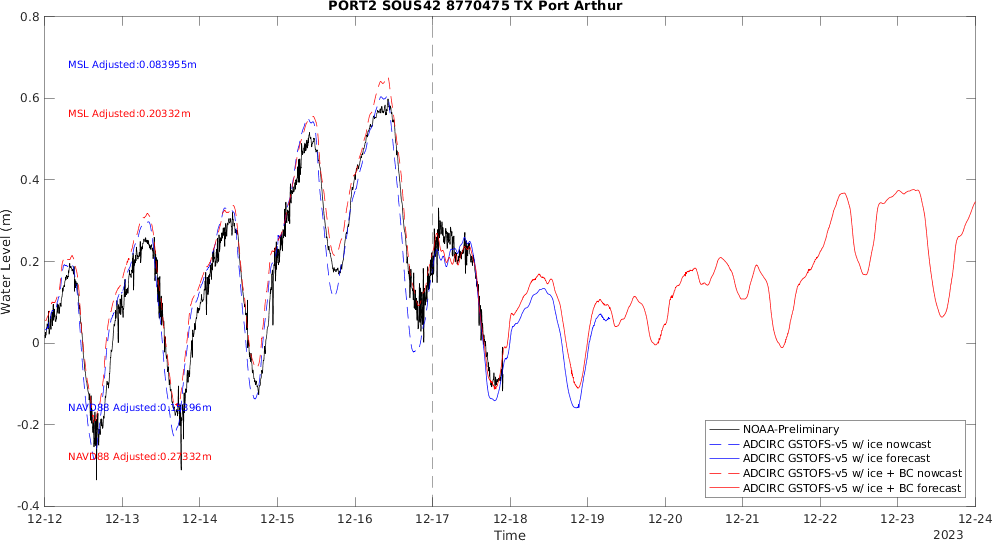 PORT2 SOUS42 8770475 TX Port Arthur
0.8
0.6
0.4
0.2
0
-0.2
-0.4
Water Level (m)
MSL Adjusted:0.083955m
MSL Adjusted:0.20332m
NAVD88
NAVD88 Adjusted:0.27332m
NOAA-Preliminary
ADCIRC GSTOFS-v5 w/ ice nowcast
ADCIRC GSTOFS-v5 w/ ice forecast
ADCIRC GSTOFS-v5 w/ ice + BC nowcast
ADCIRC GSTOFS-v5 w/ ice + BC forecast
12-12 12-13 12-14 12-15 12-16 12-17 12-18 12-19 12-20 12-21 12-22 12-23 12-24
Time
2023